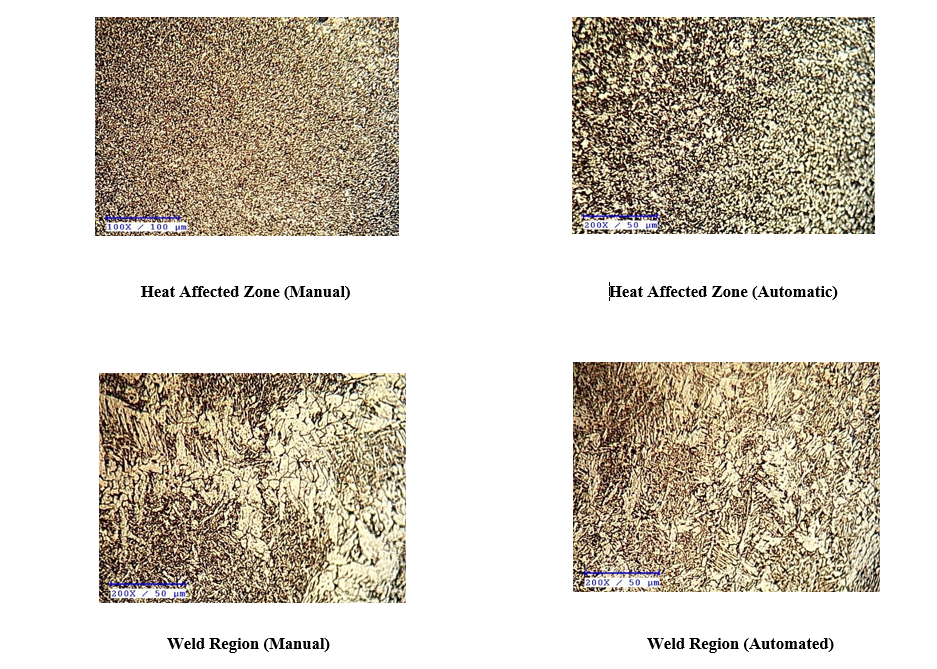 100X / 100 µm
200X / 50 µm
Heat Affected Zone (Manual)
Heat Affected Zone (Automatic)
200X / 50 µm
200X / 50 µm
Weld Region (Manual)
Weld Region (Automated)